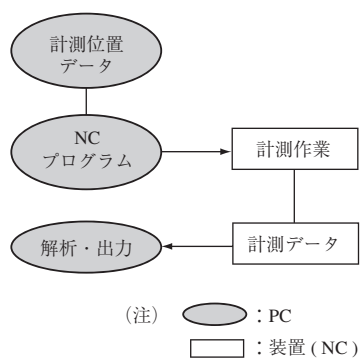 計測位置
データ
NC
プログラム
計測作業
計測データ
解析・出力
(注) ：PC
：装置 ( NC )